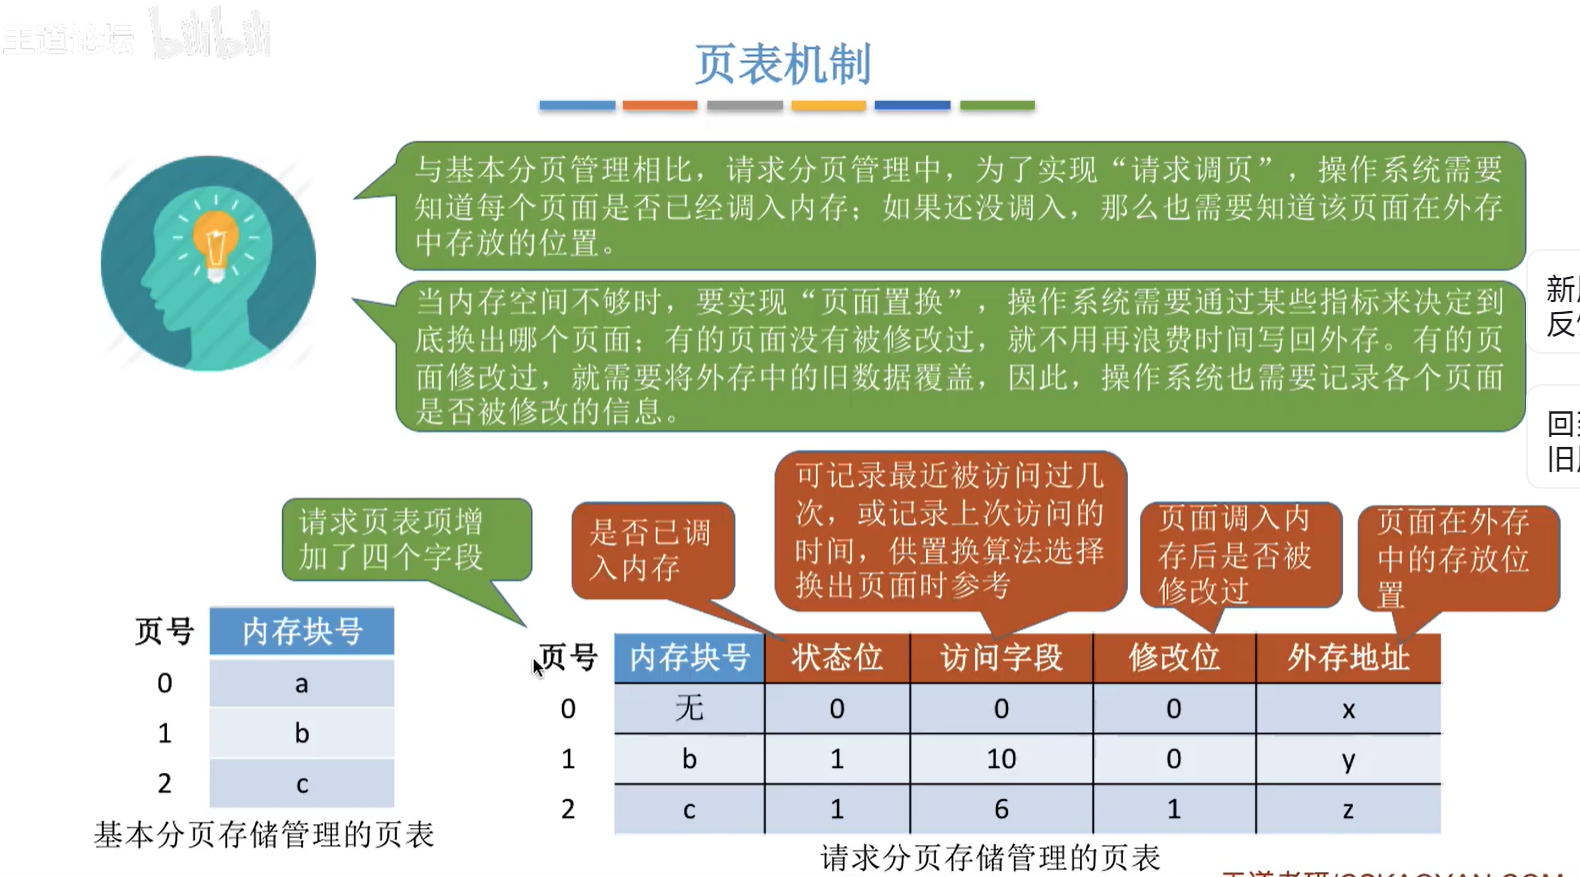 王道论坛 bilibili
页表机制
与基本分页管理相比，请求分页管理中，为了实现“请求调页”，操作系统需要
知道每个页面是否已经调入内存；如果还没调入，那么也需要知道该页面在外存
中存放的位置。
当内存空间不够时，要实现“页面置换”，操作系统需要通过某些指标来决定到
底换出哪个页面；有的页面没有被修改过，就不用再浪费时间写回外存。有的页
面修改过，就需要将外存中的旧数据覆盖，因此，操作系统也需要记录各个页面
是否被修改的信息。
新
反
回
旧
请求页表项增
加了四个字段
是否已调
入内存
可记录最近被访问过几
次，或记录上次访问的
时间，供置换算法选择
换出页面时参考
页面调入内
存后是否被
修改过
页面在外存
中的存放位
置
页号 内存块号
0 a
1 b
2 c
基本分页存储管理的页表
页号 内存块号 状态位 访问字段 修改位 外存地址
0 无 0 0 0 x
1 b 1 10 0 y
2 c 1 6 1 z
请求分页存储管理的页表